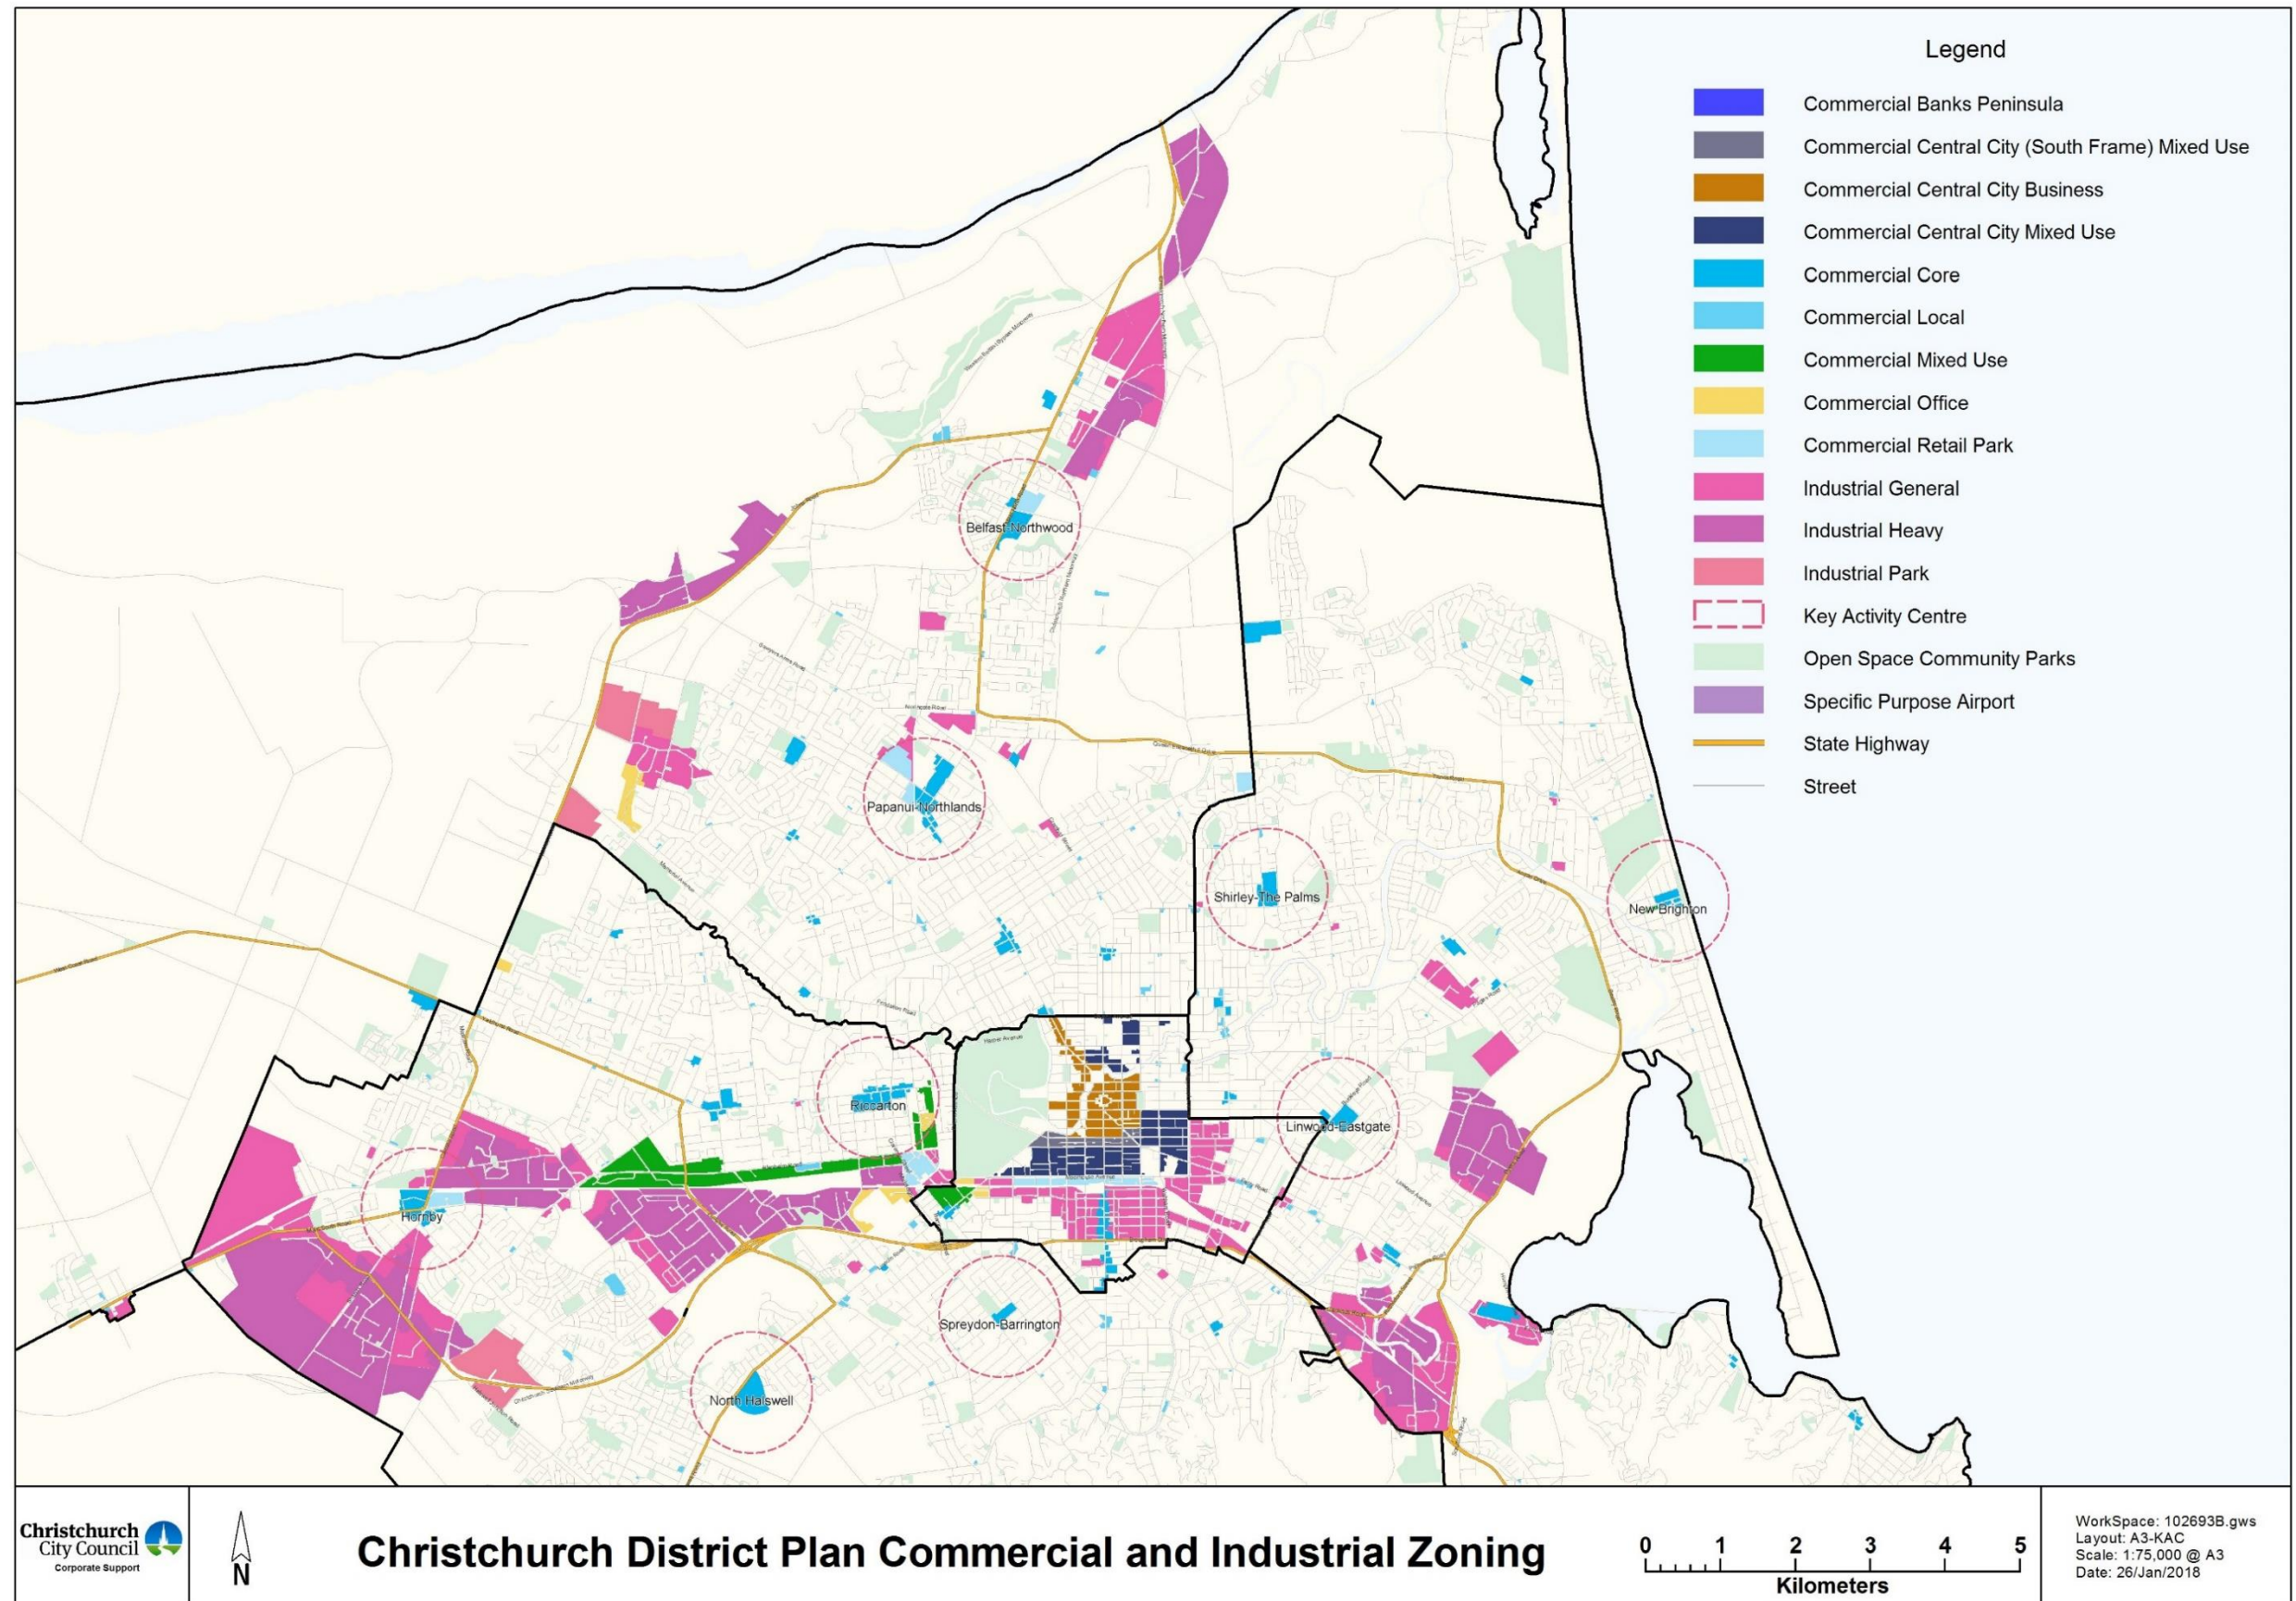 Legend
Commercial Banks Peninsula
Commercial Central City (South Frame) Mixed Use
Commercial Central City Business
Commercial Central City Mixed Use
Commercial Core
Commercial Local
Commercial Mixed Use
Commercial Office
Commercial Retail Park
Industrial General
Industrial Heavy
Industrial Park
Key Activity Centre
Open Space Community Parks
Specific Purpose Airport
State Highway
Street
Belfast-Northwood
Papanui-Northlands
Shirley-The Palms
New Brighton
Riccarton
Linwood-Eastgate
Hornby
Spreydon-Barrington
North Halswell
Christchurch
City Council
Corporate Support
N
Christchurch District Plan Commercial and Industrial Zoning
0 1 2 3 4 5
Kilometers
WorkSpace: 102693B.gws
Layout: A3-KAC
Scale: 1:75,000 @ A3
Date: 26/Jan/2018